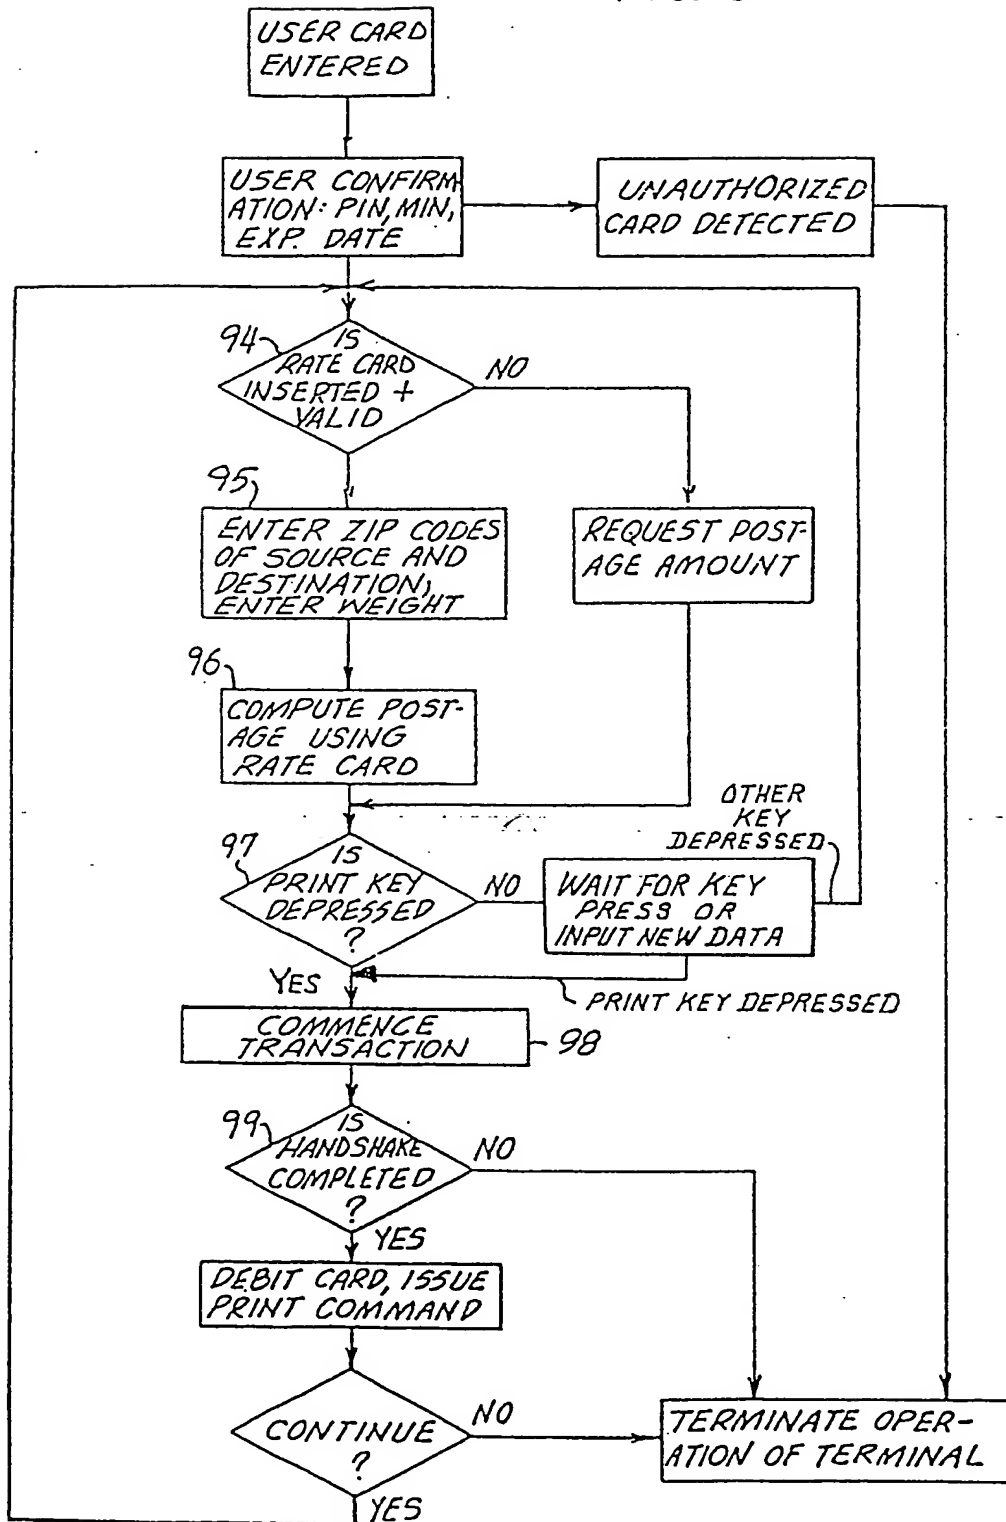 USER CARD
ENTERED
USER CONFIRM-
ATION: PIN, MIN,
EXP. DATE
UNAUTHORIZED
CARD DETECTED
94
IS
RATE CARD
INSERTED +
VALID
NO
95
ENTER ZIP CODES
OF SOURCE AND
DESTINATION,
ENTER WEIGHT
REQUEST POST-
AGE AMOUNT
96
COMPUTE POST-
AGE USING
RATE CARD
OTHER
KEY
DEPRESSED
97
IS
PRINT KEY
DEPRESSED
?
NO
WAIT FOR KEY
PRESS OR
INPUT NEW DATA
YES
PRINT KEY DEPRESSED
COMMENCE
TRANSACTION
98
99
IS
HANDSHAKE
COMPLETED
?
NO
YES
DEBIT CARD, ISSUE
PRINT COMMAND
CONTINUE
?
NO
YES
TERMINATE OPER-
ATION OF TERMINAL